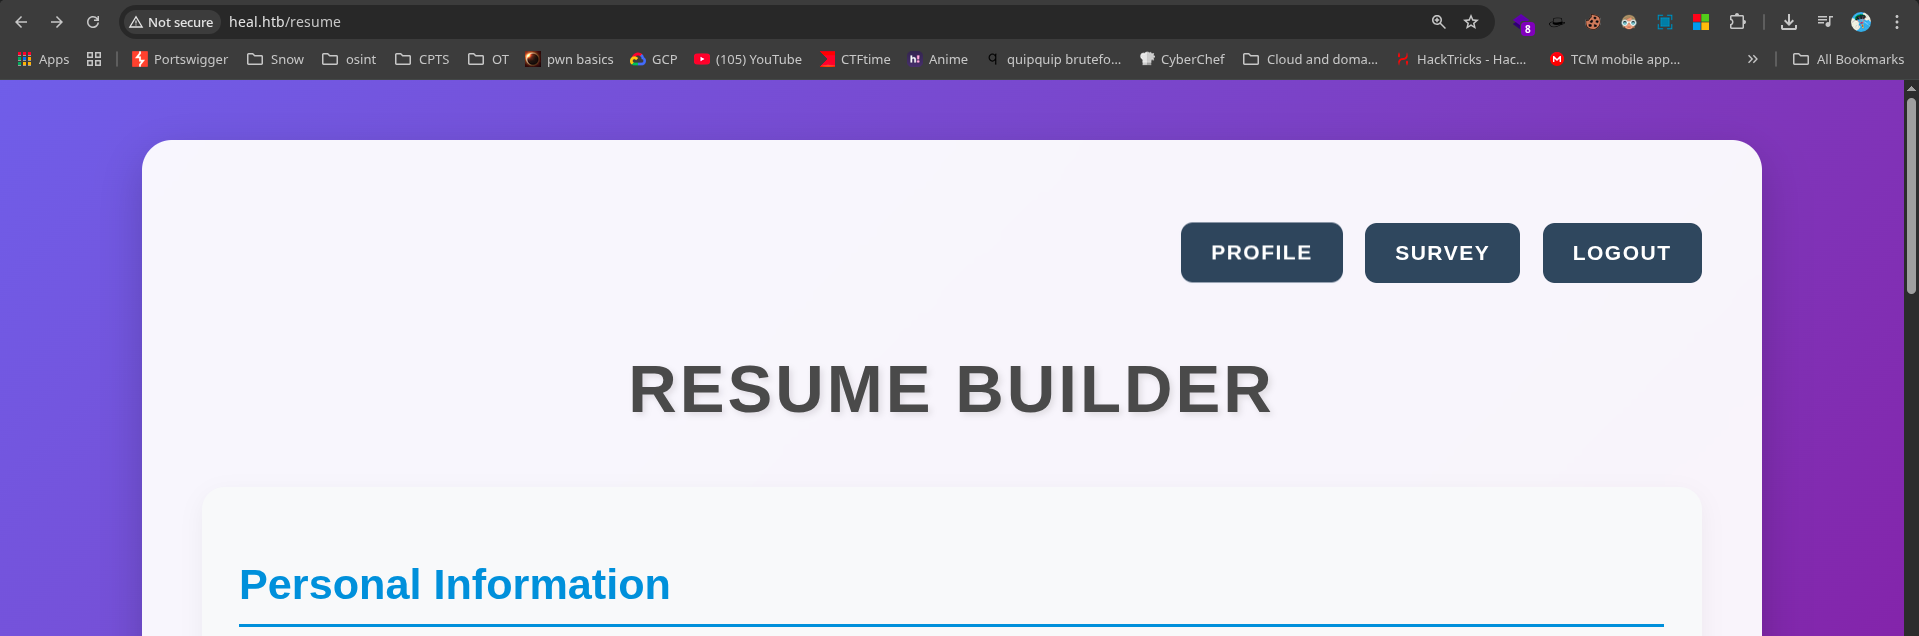 Not secure heal.htb/resume 8
Apps Portswigger Snow osint CPTS OT pwn basics GCP (105) YouTube CTFtime h! Anime q quipquip brutefo... CyberChef Cloud and doma... HackTricks - Hac... TCM mobile app... » All Bookmarks
PROFILE SURVEY LOGOUT
RESUME BUILDER
Personal Information